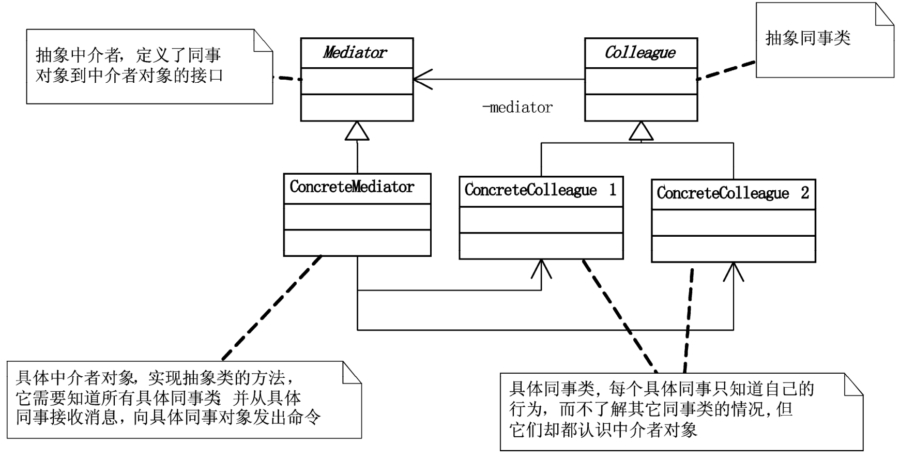 抽象中介者，定义了同事
对象到中介者对象的接口
Mediator
Colleague
抽象同事类
-mediator
ConcreteMediator
ConcreteColleague 1
ConcreteColleague 2
具体中介者对象，实现抽象类的方法，
它需要知道所有具体同事类 并从具体
同事接收消息，向具体同事对象发出命令
具体同事类，每个具体同事只知道自己的
行为，而不了解其它同事类的情况，但
它们却都认识中介者对象